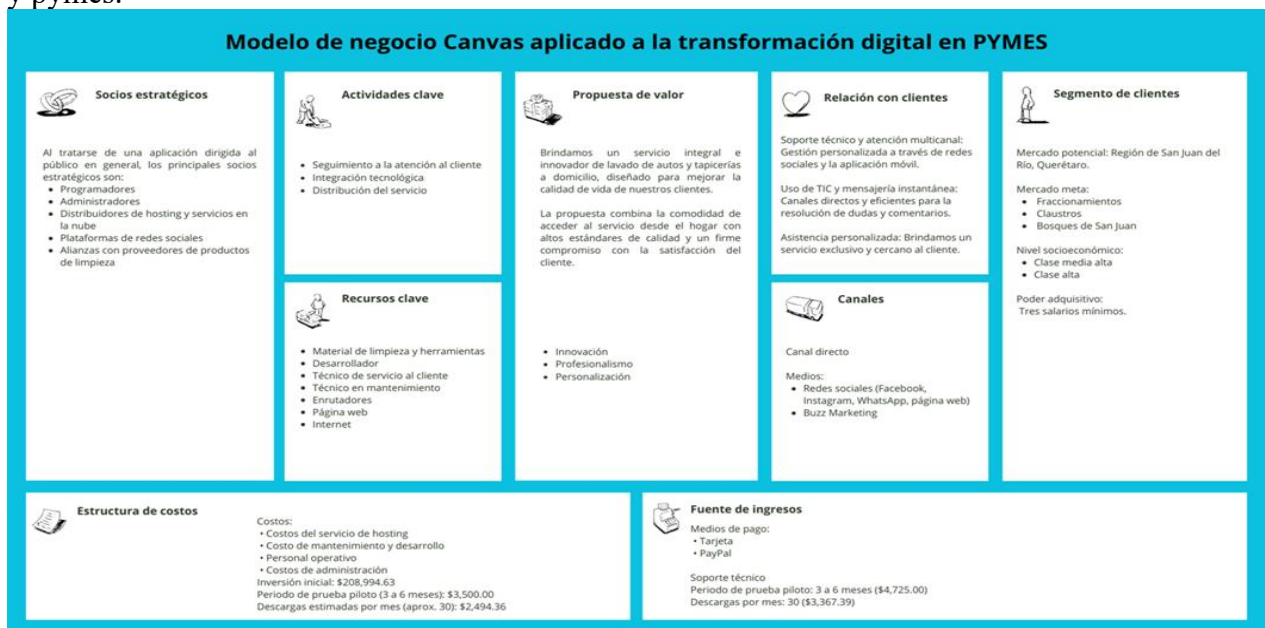 y pymes.
Modelo de negocio Canvas aplicado a la transformación digital en PYMES
Socios estratégicos
Al tratarse de una aplicación dirigida al
público en general, los principales socios
estratégicos son:
• Programadores
• Administradores
• Distribuidores de hosting y servicios en
la nube
• Plataformas de redes sociales
• Alianzas con proveedores de productos
de limpieza
Actividades clave
• Seguimiento a la atención al cliente
• Integración tecnológica
• Distribución del servicio
Recursos clave
• Material de limpieza y herramientas
• Desarrollador
• Técnico de servicio al cliente
• Técnico en mantenimiento
• Enrutadores
• Página web
• Internet
Propuesta de valor
Brindamos un servicio integral e
innovador de lavado de autos y tapicerías
a domicilio, diseñado para mejorar la
calidad de vida de nuestros clientes.
La propuesta combina la comodidad de
acceder al servicio desde el hogar con
altos estándares de calidad y un firme
compromiso con la satisfacción del
cliente.
• Innovación
• Profesionalismo
• Personalización
Relación con clientes
Soporte técnico y atención multicanal:
Gestión personalizada a través de redes
sociales y la aplicación móvil.
Uso de TIC y mensajería instantánea:
Canales directos y eficientes para la
resolución de dudas y comentarios.
Asistencia personalizada: Brindamos un
servicio exclusivo y cercano al cliente.
Canales
Canal directo
Medios:
• Redes sociales (Facebook,
Instagram, WhatsApp, página web)
• Buzz Marketing
Segmento de clientes
Mercado potencial: Región de San Juan del
Río, Querétaro.
Mercado meta:
• Fraccionamientos
• Claustros
• Bosques de San Juan
Nivel socioeconómico:
• Clase media alta
• Clase alta
Poder adquisitivo:
Tres salarios mínimos.
Estructura de costos
Costos:
• Costos del servicio de hosting
• Costo de mantenimiento y desarrollo
• Personal operativo
• Costos de administración
Inversión inicial: $208,994.63
Periodo de prueba piloto (3 a 6 meses): $3,500.00
Descargas estimadas por mes (aprox. 30): $2,494.36
Fuente de ingresos
Medios de pago:
• Tarjeta
• PayPal
Soporte técnico
Periodo de prueba piloto: 3 a 6 meses ($4,725.00)
Descargas por mes: 30 ($3,367.39)